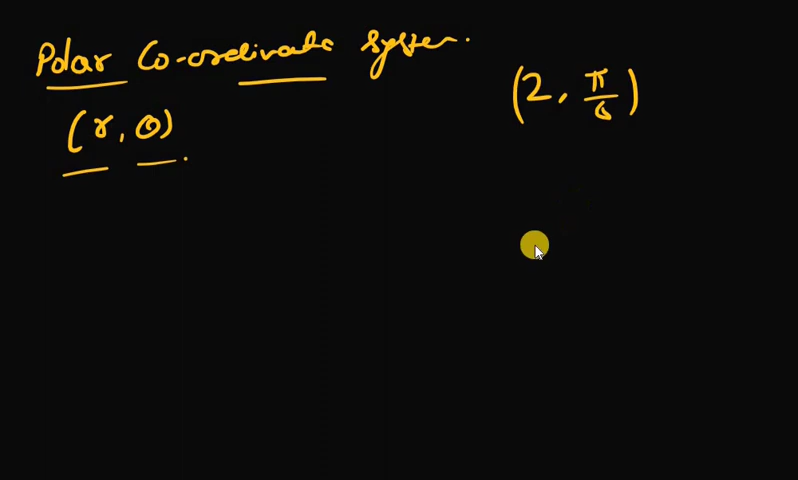 Polar Co-ordinate system.
(r, θ)
(2, π/6)